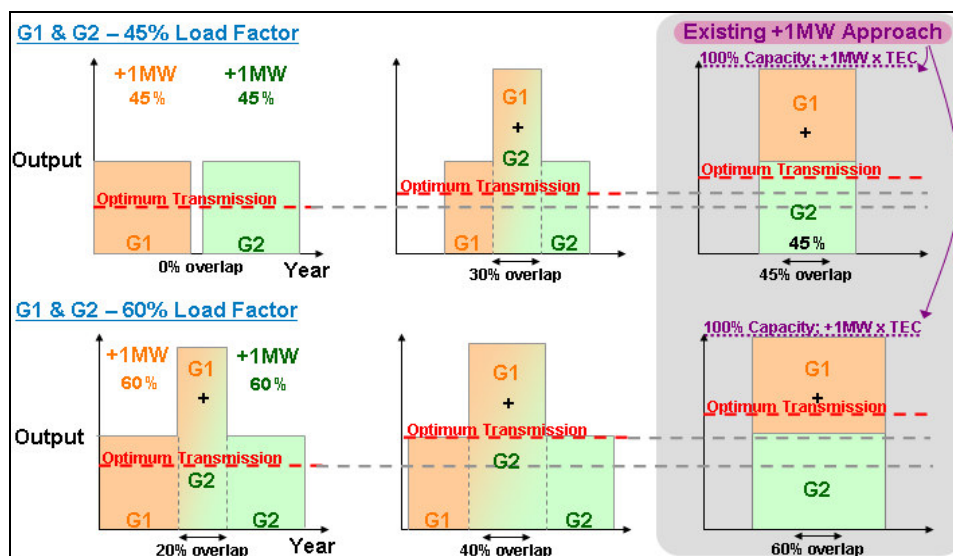 G1 & G2 – 45% Load Factor
+1MW
45%
+1MW
45%
Output
Optimum Transmission
G1
G2
0% overlap
Year
G1
+
G2
Optimum Transmission
G1
G2
30% overlap
Existing +1MW Approach
100% Capacity; +1MW x TEC
G1
+
Optimum Transmission
G2
45%
45% overlap
G1 & G2 – 60% Load Factor
+1MW
60%
+1MW
60%
G1
+
Output
Optimum Transmission
G2
G1
G2
20% overlap
Year
G1
+
Optimum Transmission
G2
G1
G2
40% overlap
100% Capacity; +1MW x TEC
G1
+
Optimum Transmission
G2
60% overlap